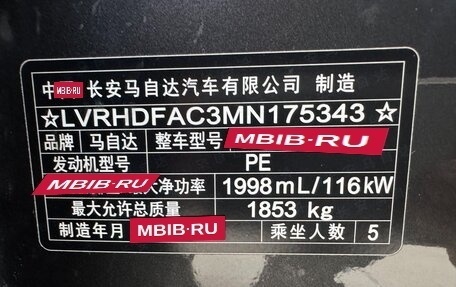 中 MBIB.RU 长安马自达汽车有限公司 制造
☆LVRHDFAC3MN175343☆
品牌 马自达 整车型号 MBIB.RU
发动机型号 PE
MBIB.RU 大净功率 1998mL/116kW
最大允许总质量 1853 kg
制造年月 MBIB.RU 乘坐人数 5